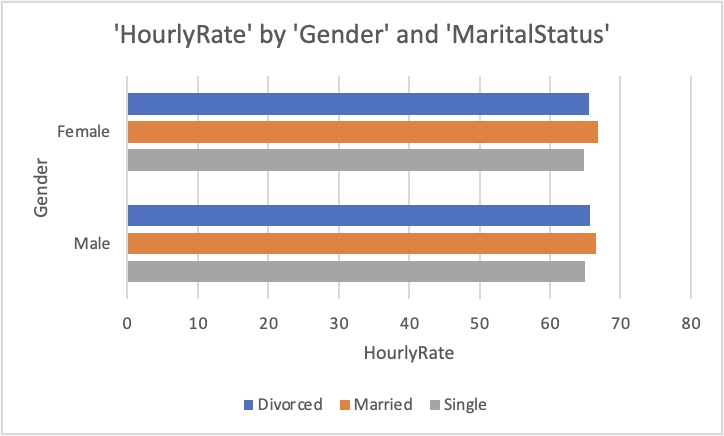 'HourlyRate' by 'Gender' and 'MaritalStatus'
Female
Gender
Male
0 10 20 30 40 50 60 70 80
HourlyRate
Divorced Married Single